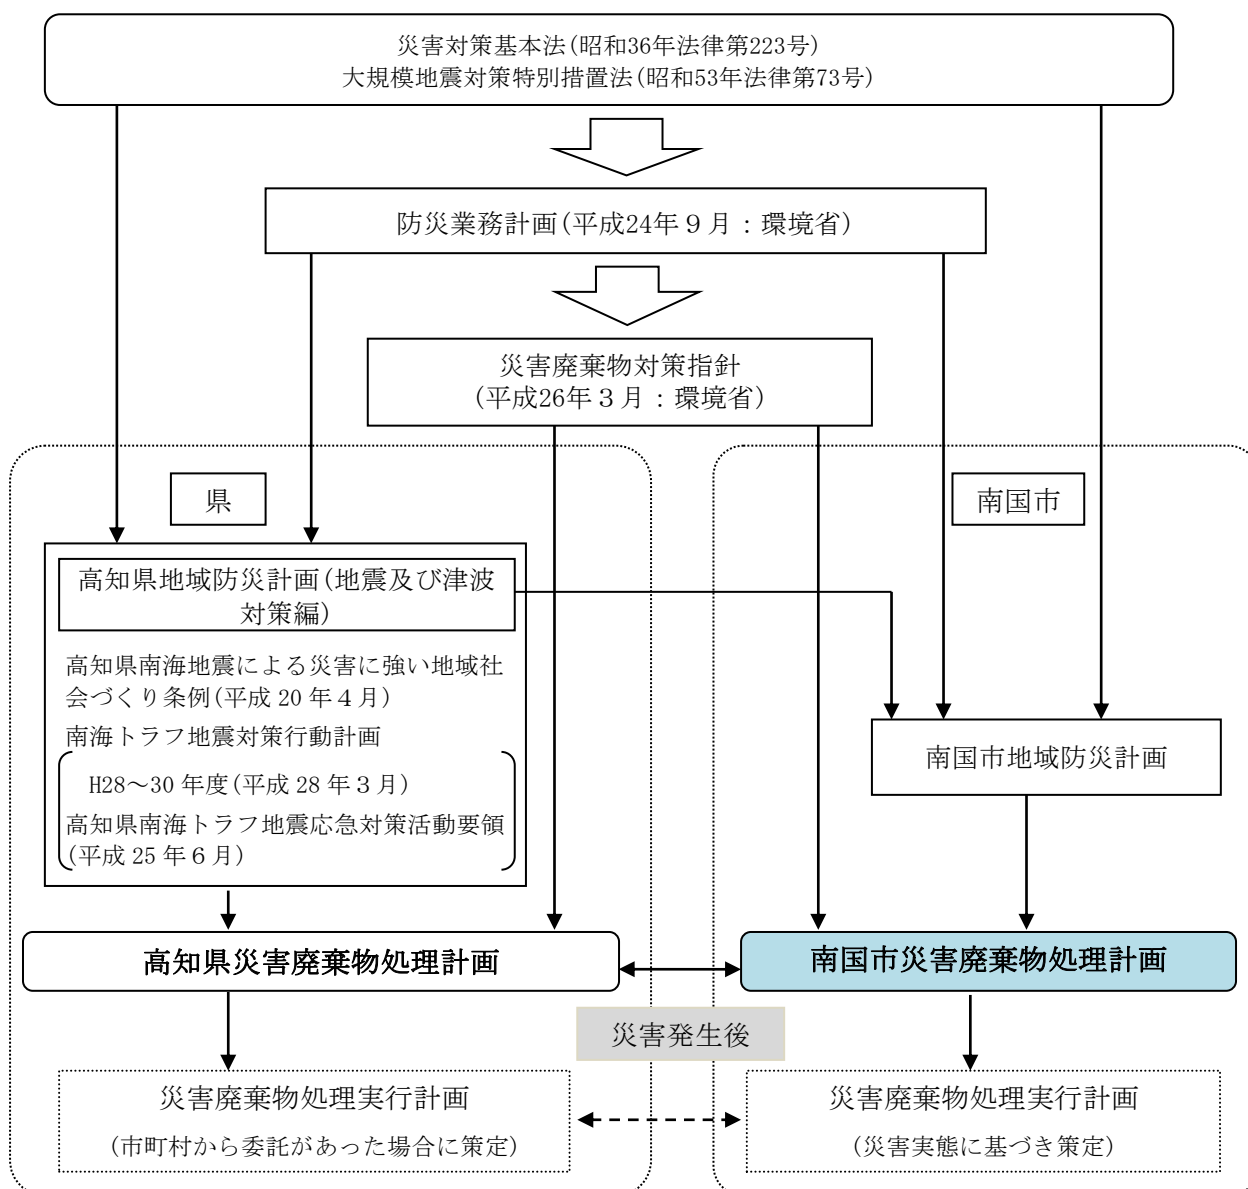 災害対策基本法(昭和36年法律第223号)
大規模地震対策特別措置法(昭和53年法律第73号)
防災業務計画(平成24年９月：環境省)
災害廃棄物対策指針
(平成26年３月：環境省)
県
南国市
高知県地域防災計画(地震及び津波
対策編)
高知県南海地震による災害に強い地域社
会づくり条例(平成 20 年４月)
南海トラフ地震対策行動計画
H28～30 年度(平成 28 年３月)
高知県南海トラフ地震応急対策活動要領
(平成 25 年６月)
南国市地域防災計画
高知県災害廃棄物処理計画
南国市災害廃棄物処理計画
災害発生後
災害廃棄物処理実行計画
(市町村から委託があった場合に策定)
災害廃棄物処理実行計画
(災害実態に基づき策定)